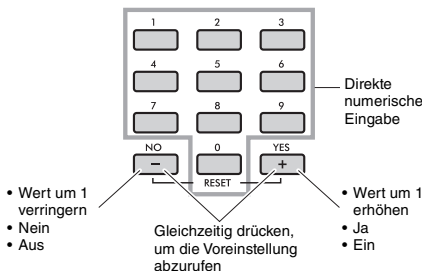 1 2 3
4 5 6
7 8 9
NO 0 YES
− +
RESET
Direkte
numerische
Eingabe
• Wert um 1
verringern
• Nein
• Aus
Gleichzeitig drücken,
um die Voreinstellung
abzurufen
• Wert um 1
erhöhen
• Ja
• Ein